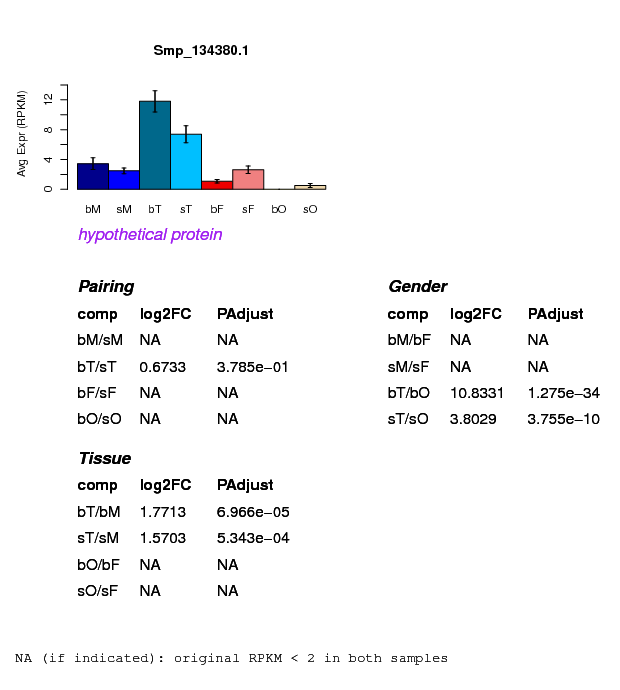 Smp_134380.1
Avg Expr (RPKM)
12
8
4
0
bM sM bT sT bF sF bO sO
hypothetical protein
Pairing
comp log2FC PAdjust
bM/sM NA NA
bT/sT 0.6733 3.785e−01
bF/sF NA NA
bO/sO NA NA
Gender
comp log2FC PAdjust
bM/bF NA NA
sM/sF NA NA
bT/bO 10.8331 1.275e−34
sT/sO 3.8029 3.755e−10
Tissue
comp log2FC PAdjust
bT/bM 1.7713 6.966e−05
sT/sM 1.5703 5.343e−04
bO/bF NA NA
sO/sF NA NA
NA (if indicated): original RPKM < 2 in both samples